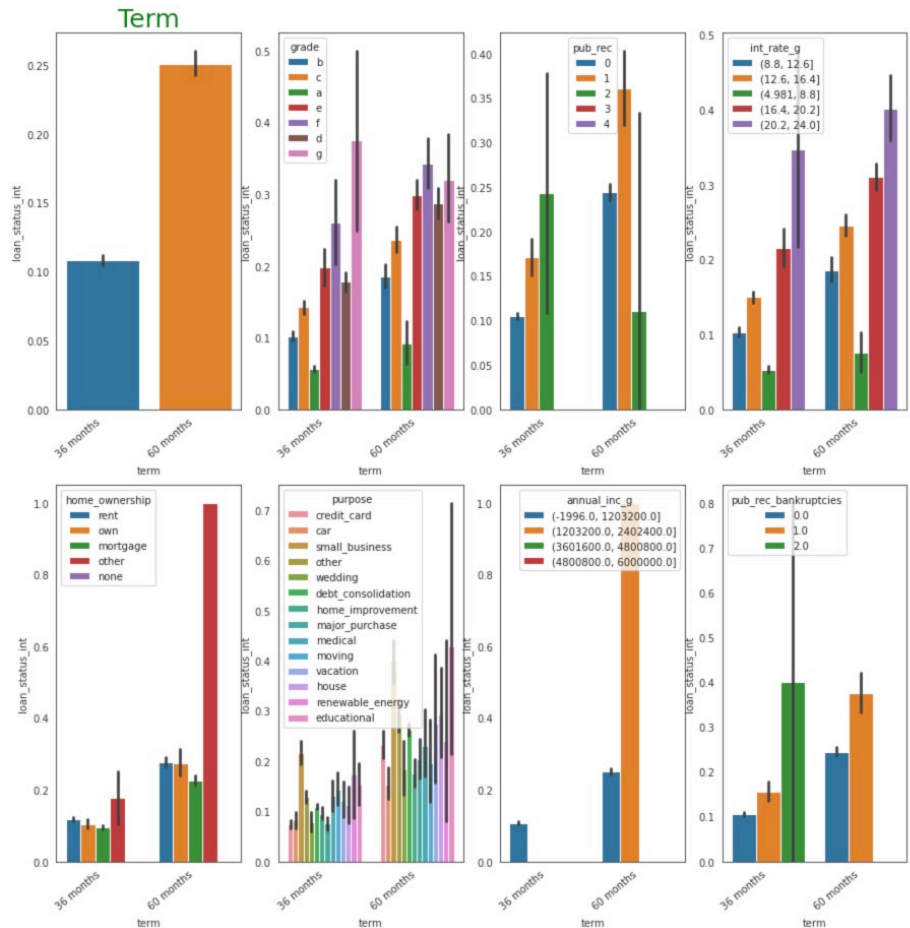 Term
loan_status_int
0.25
0.20
0.15
0.10
0.05
0.00
36 months
60 months
term
loan_status_int
0.5
0.4
0.3
0.2
0.1
0.0
grade
b
c
a
e
f
d
g
36 months
60 months
term
loan_status_int
0.40
0.35
0.30
0.25
0.20
0.15
0.10
0.05
0.00
pub_rec
0
1
2
3
4
36 months
60 months
term
loan_status_int
0.5
0.4
0.3
0.2
0.1
0.0
int_rate_g
(8.8, 12.6]
(12.6, 16.4]
(4.981, 8.8]
(16.4, 20.2]
(20.2, 24.0]
36 months
60 months
term
loan_status_int
1.0
0.8
0.6
0.4
0.2
0.0
home_ownership
rent
own
mortgage
other
none
36 months
60 months
term
loan_status_int
0.7
0.6
0.5
0.4
0.3
0.2
0.1
0.0
purpose
credit_card
car
small_business
other
wedding
debt_consolidation
home_improvement
major_purchase
medical
moving
vacation
house
renewable_energy
educational
36 months
60 months
term
loan_status_int
1.0
0.8
0.6
0.4
0.2
0.0
annual_inc_g
(-1996.0, 1203200.0]
(1203200.0, 2402400.0]
(3601600.0, 4800800.0]
(4800800.0, 6000000.0]
36 months
60 months
term
loan_status_int
0.8
0.7
0.6
0.5
0.4
0.3
0.2
0.1
0.0
pub_rec_bankruptcies
0.0
1.0
2.0
36 months
60 months
term